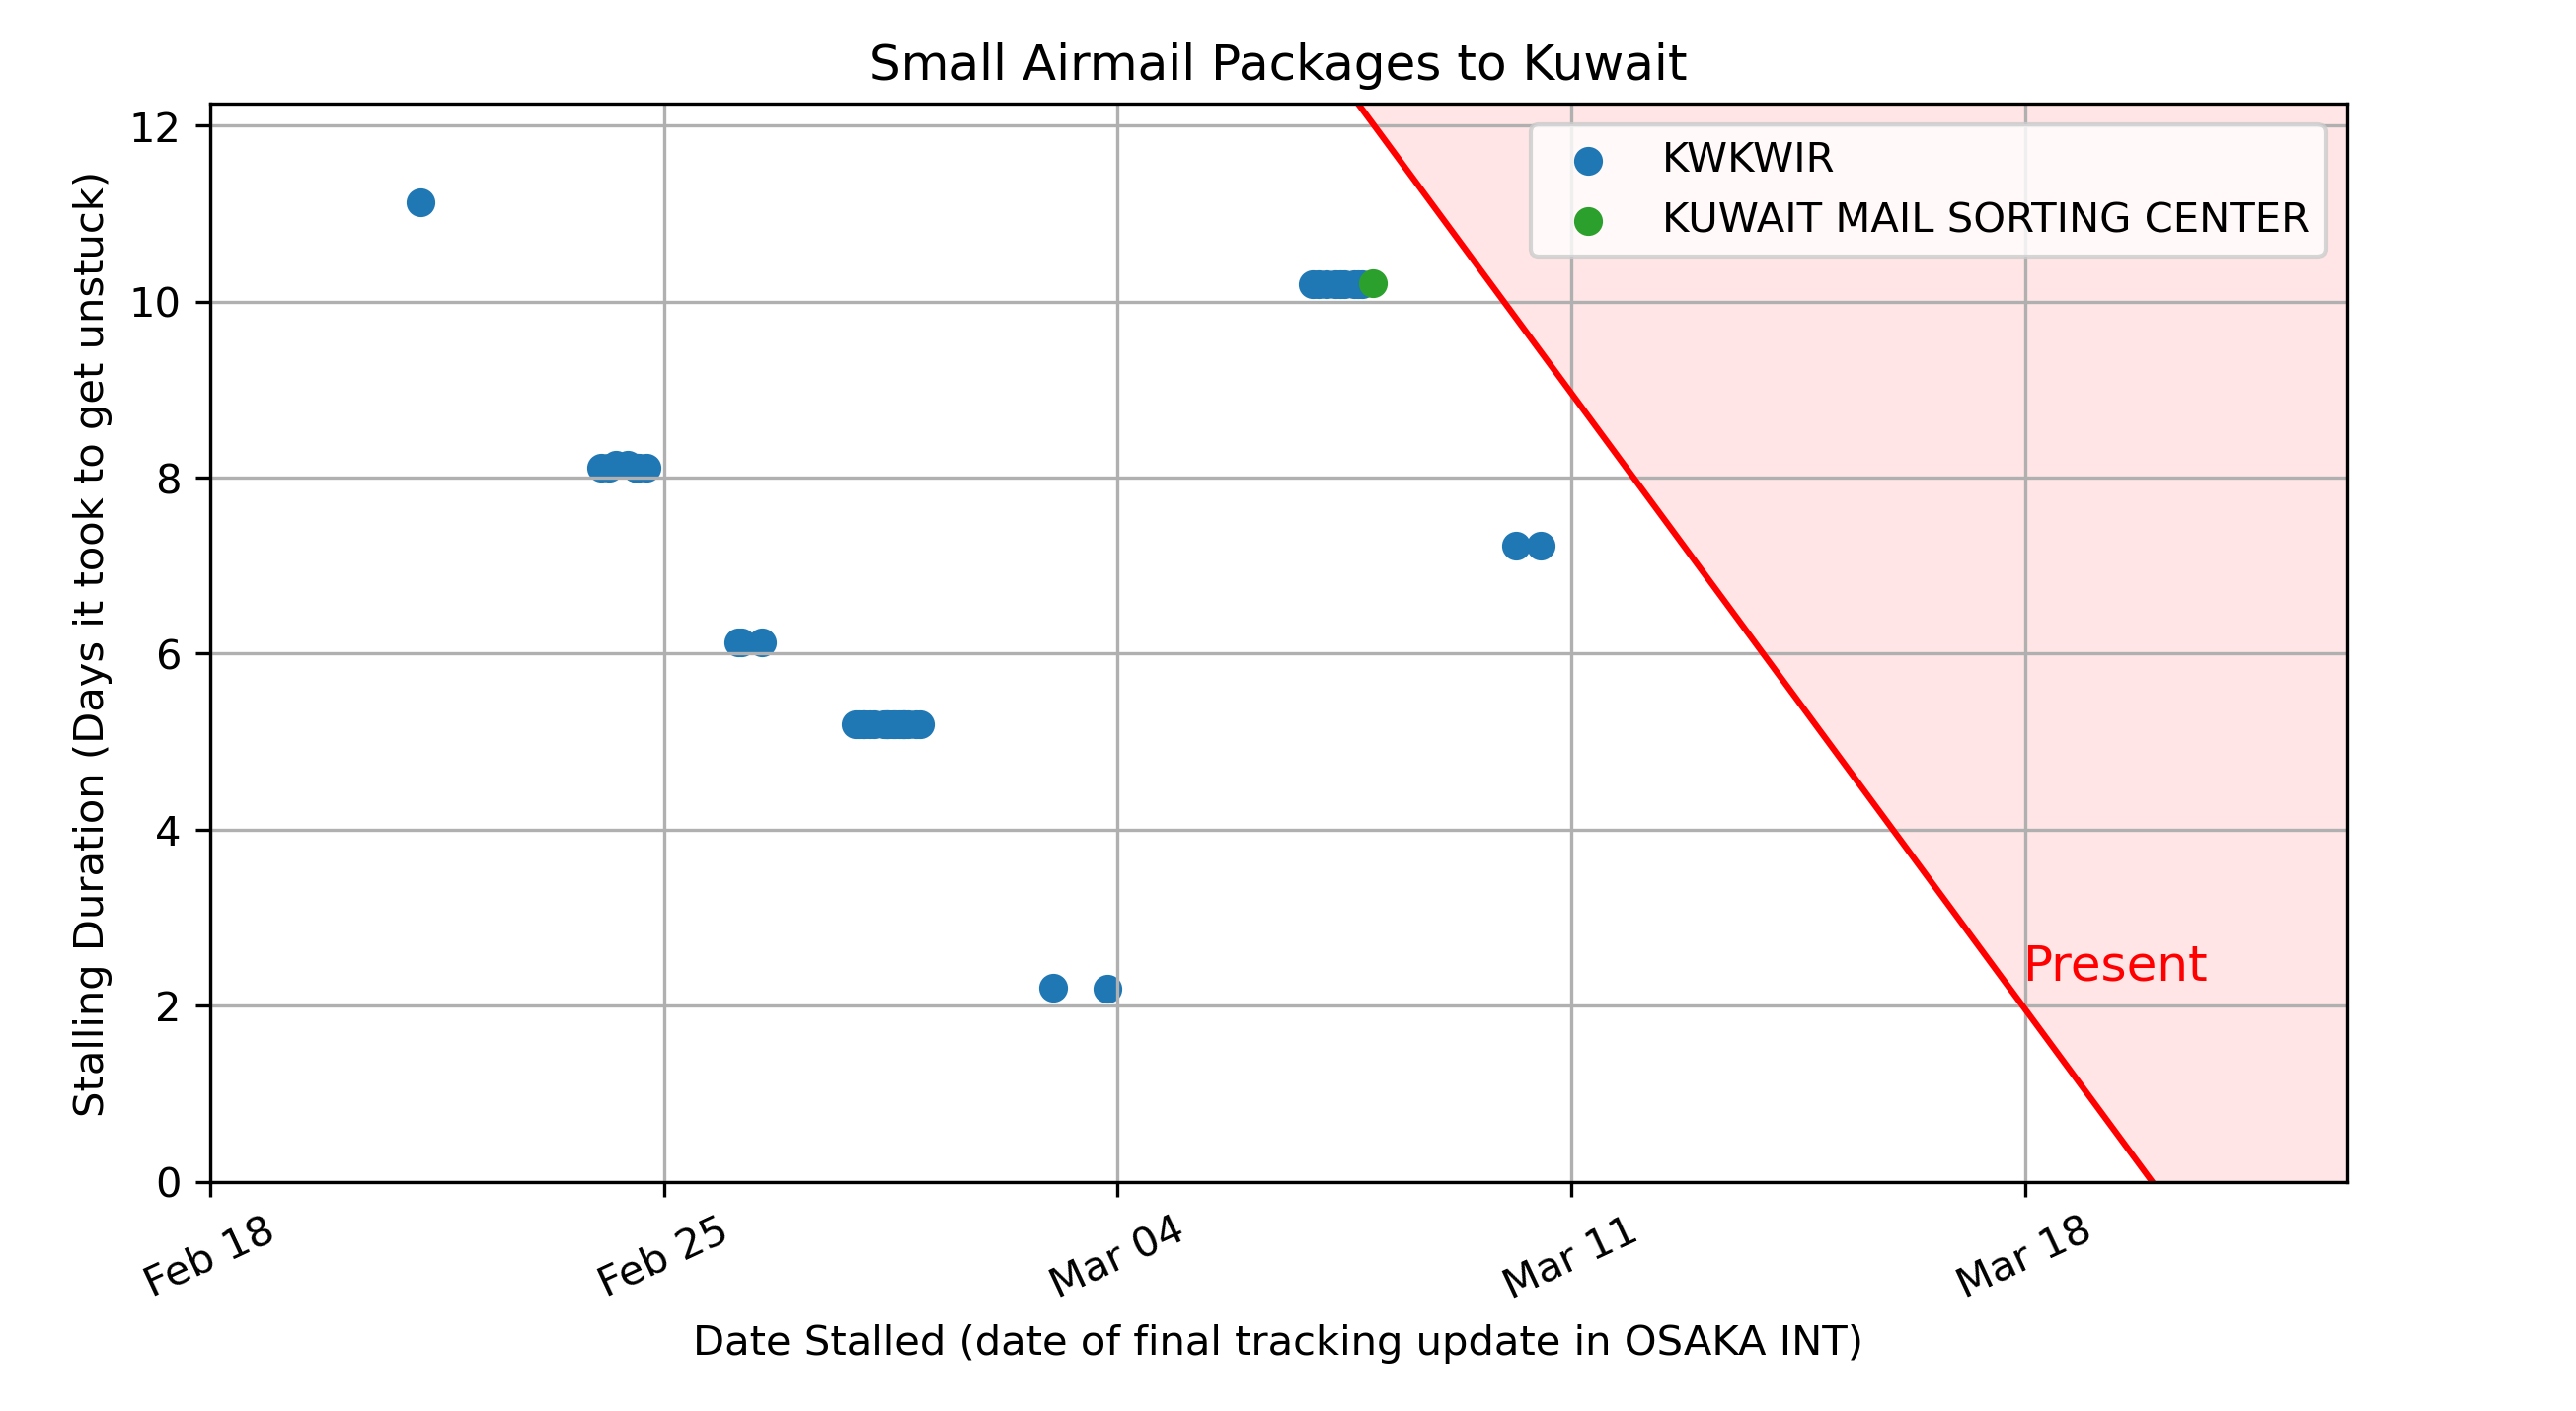 Small Airmail Packages to Kuwait
Stalling Duration (Days it took to get unstuck)
12
10
8
6
4
2
0
KWKWIR
KUWAIT MAIL SORTING CENTER
Present
Feb 18
Feb 25
Mar 04
Mar 11
Mar 18
Date Stalled (date of final tracking update in OSAKA INT)